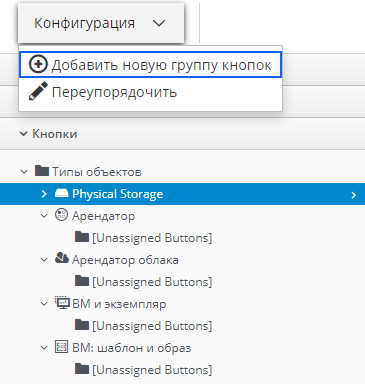 Конфигурация
Добавить новую группу кнопок
Переупорядочить
Кнопки
Типы объектов
Physical Storage
Арендатор
[Unassigned Buttons]
Арендатор облака
[Unassigned Buttons]
ВМ и экземпляр
[Unassigned Buttons]
ВМ: шаблон и образ
[Unassigned Buttons]